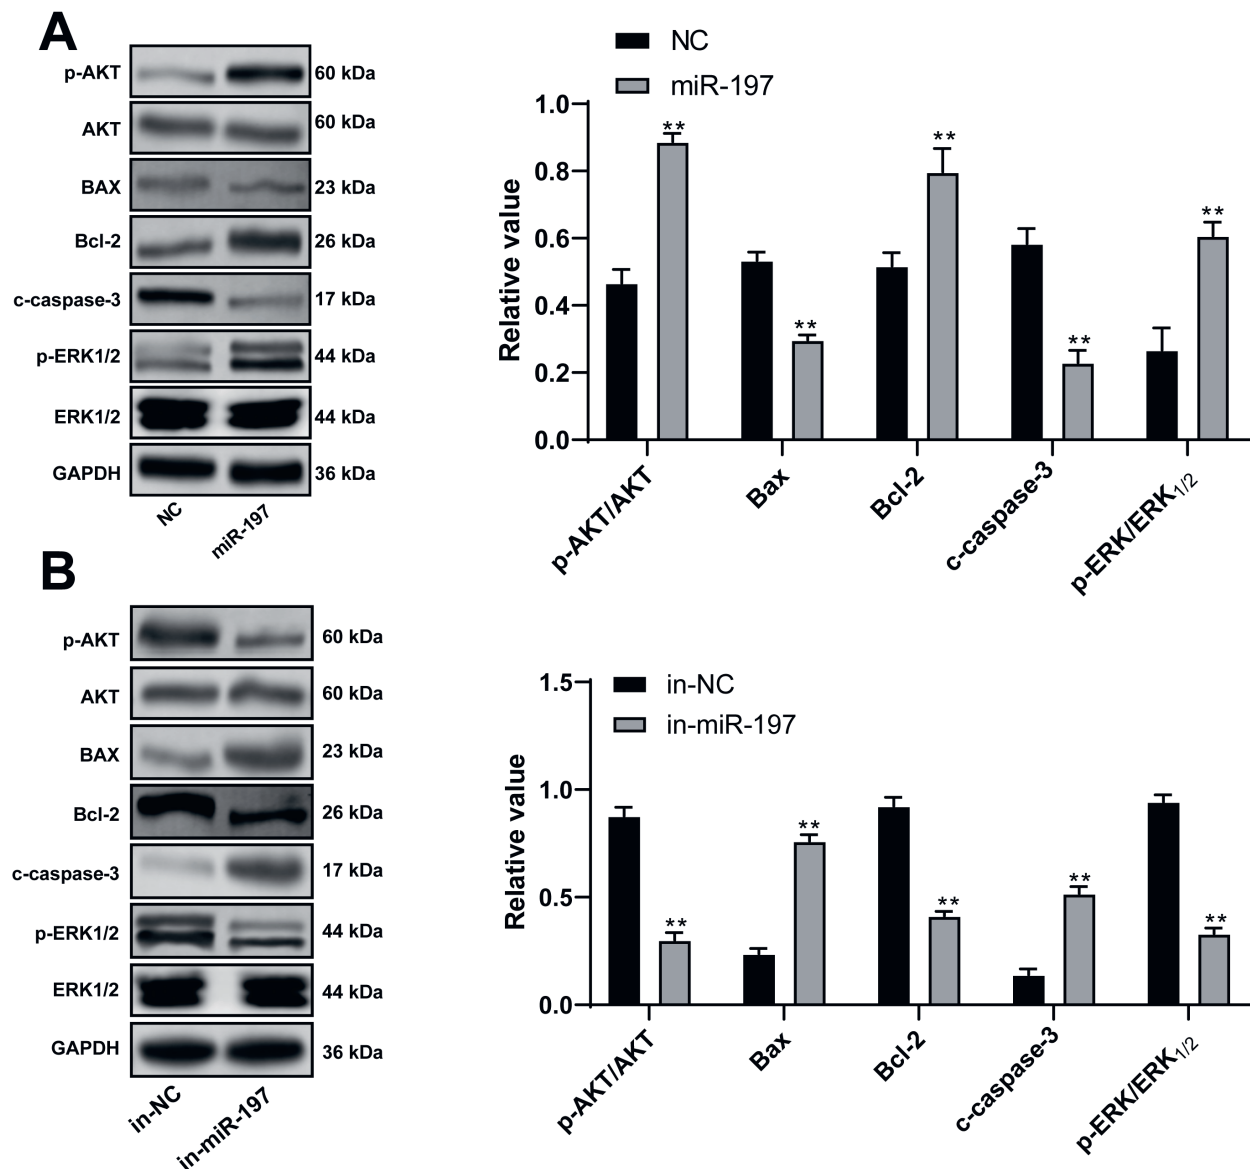 A
p-AKT 60 kDa
AKT 60 kDa
BAX 23 kDa
Bcl-2 26 kDa
c-caspase-3 17 kDa
p-ERK1/2 44 kDa
ERK1/2 44 kDa
GAPDH 36 kDa
NC miR-197
NC
miR-197
Relative value
1.0
0.8
0.6
0.4
0.2
0.0
** ** ** ** **
p-AKT/AKT Bax Bcl-2 c-caspase-3 p-ERK/ERK1/2
B
p-AKT 60 kDa
AKT 60 kDa
BAX 23 kDa
Bcl-2 26 kDa
c-caspase-3 17 kDa
p-ERK1/2 44 kDa
ERK1/2 44 kDa
GAPDH 36 kDa
in-NC in-miR-197
in-NC
in-miR-197
Relative value
1.5
1.0
0.5
0.0
** ** ** ** **
p-AKT/AKT Bax Bcl-2 c-caspase-3 p-ERK/ERK1/2